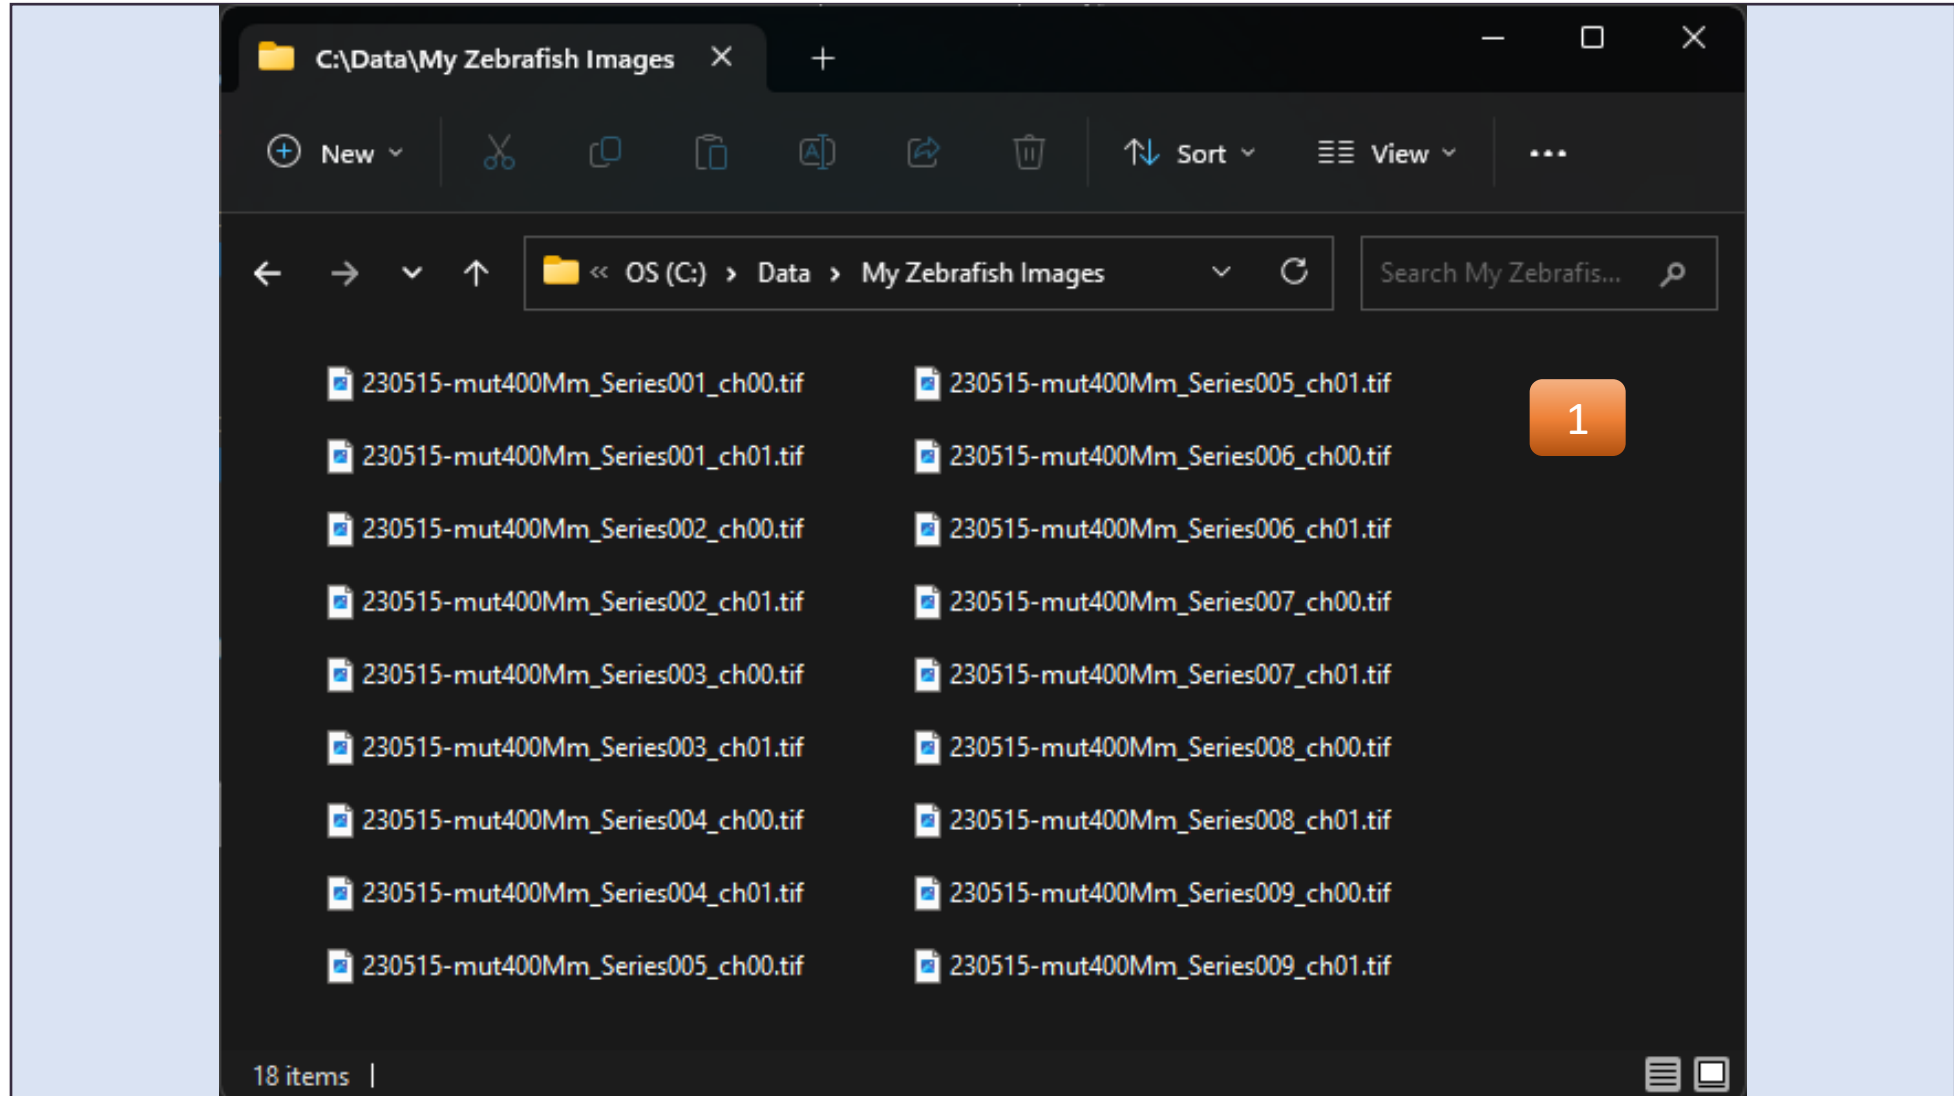 C:\Data\My Zebrafish Images
New
Sort
View
OS (C:) Data My Zebrafish Images
Search My Zebrafis...
230515-mut400Mm_Series001_ch00.tif
230515-mut400Mm_Series001_ch01.tif
230515-mut400Mm_Series002_ch00.tif
230515-mut400Mm_Series002_ch01.tif
230515-mut400Mm_Series003_ch00.tif
230515-mut400Mm_Series003_ch01.tif
230515-mut400Mm_Series004_ch00.tif
230515-mut400Mm_Series004_ch01.tif
230515-mut400Mm_Series005_ch00.tif
230515-mut400Mm_Series005_ch01.tif
230515-mut400Mm_Series006_ch00.tif
230515-mut400Mm_Series006_ch01.tif
230515-mut400Mm_Series007_ch00.tif
230515-mut400Mm_Series007_ch01.tif
230515-mut400Mm_Series008_ch00.tif
230515-mut400Mm_Series008_ch01.tif
230515-mut400Mm_Series009_ch00.tif
230515-mut400Mm_Series009_ch01.tif
1
18 items